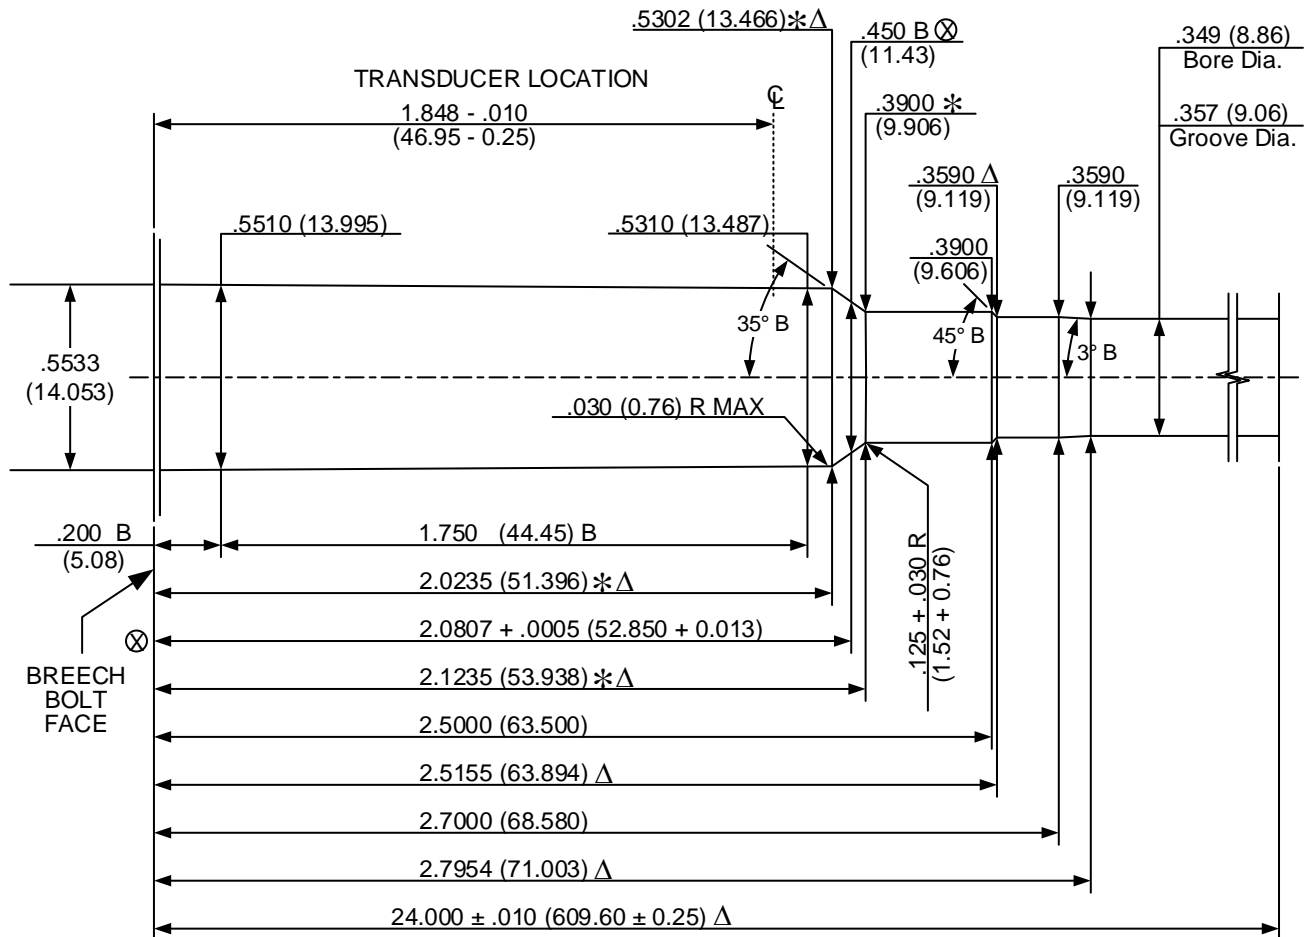 .5302 (13.466)✻Δ
.450 B ⊗
(11.43)
.349 (8.86)
Bore Dia.
TRANSDUCER LOCATION
℄
1.848 - .010
(46.95 - 0.25)
.3900 ✻
(9.906)
.357 (9.06)
Groove Dia.
.3590 Δ
(9.119)
.3590
(9.119)
.5510 (13.995)
.5310 (13.487)
.3900
(9.606)
35° B
45° B
3° B
.5533
(14.053)
.030 (0.76) R MAX
.200 B
(5.08)
1.750 (44.45) B
.125 + .030 R
(1.52 + 0.76)
2.0235 (51.396) ✻Δ
⊗
2.0807 + .0005 (52.850 + 0.013)
BREECH
BOLT
FACE
2.1235 (53.938) ✻Δ
2.5000 (63.500)
2.5155 (63.894) Δ
2.7000 (68.580)
2.7954 (71.003) Δ
24.000 ± .010 (609.60 ± 0.25) Δ